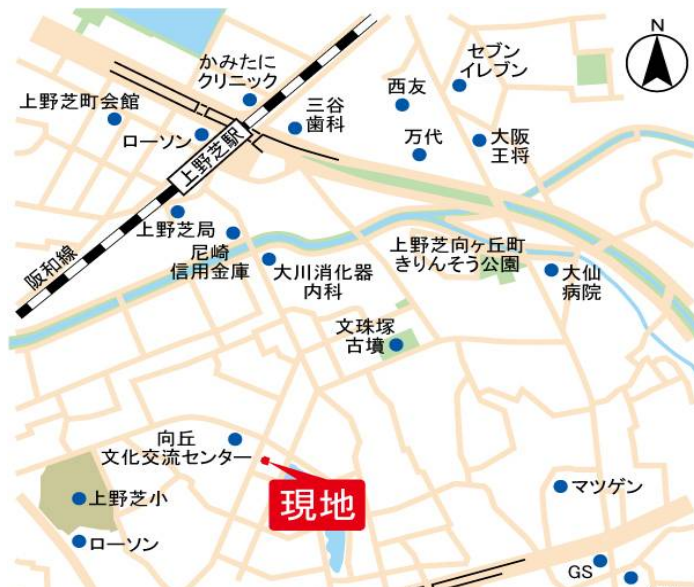 N
かみたに
クリニック
セブン
イレブン
西友
上野芝町会館
三谷
歯科
ローソン
万代
大阪
王将
上野芝駅
上野芝局
尼崎
信用金庫
阪和線
大川消化器
内科
上野芝向ヶ丘町
きりんそう公園
大仙
病院
文珠塚
古墳
向丘
文化交流センター
現地
上野芝小
マツゲン
ローソン
GS